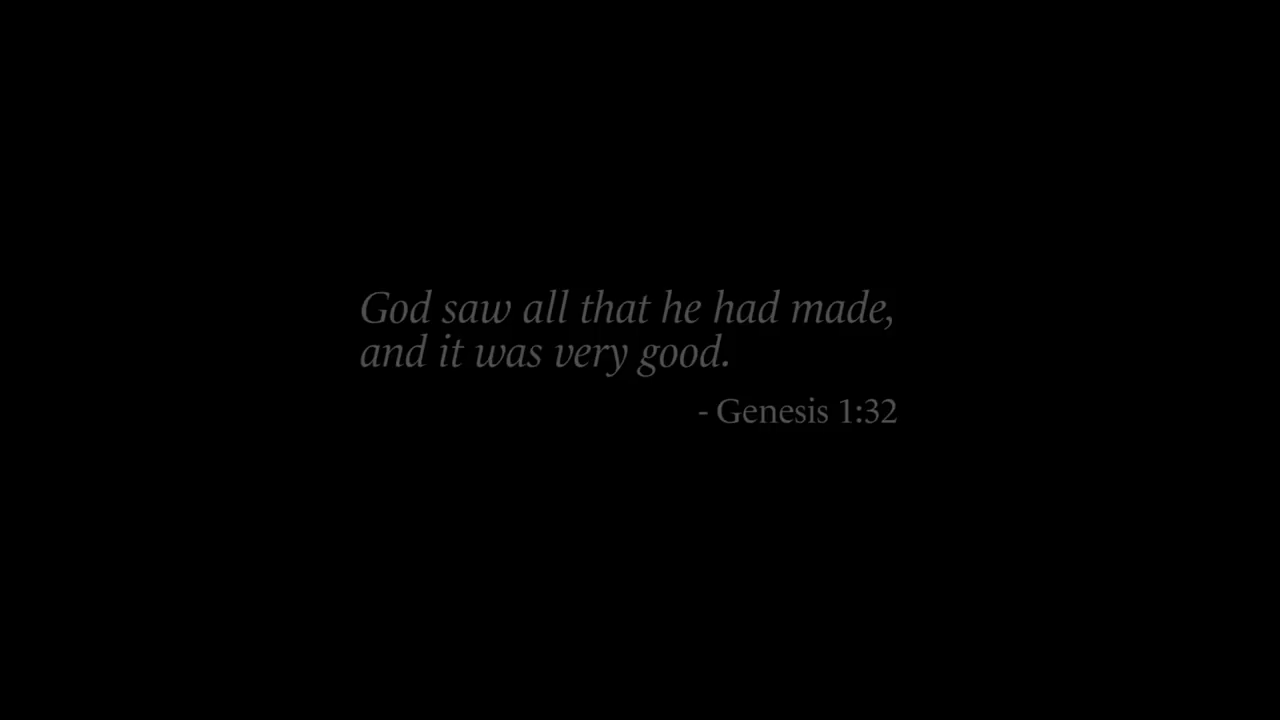 God saw all that he had made,
and it was very good.
- Genesis 1:32